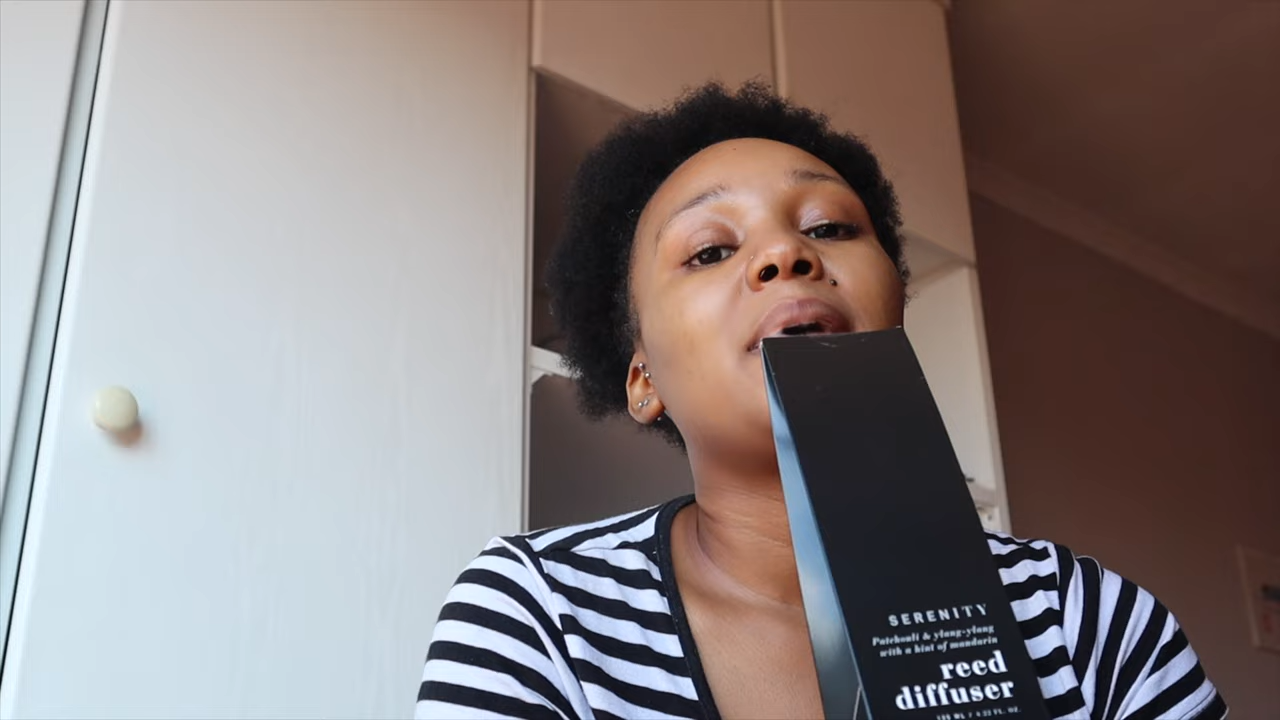 SERENITY
Patchouli & ylang-ylang
with a hint of mandarin
reed
diffuser